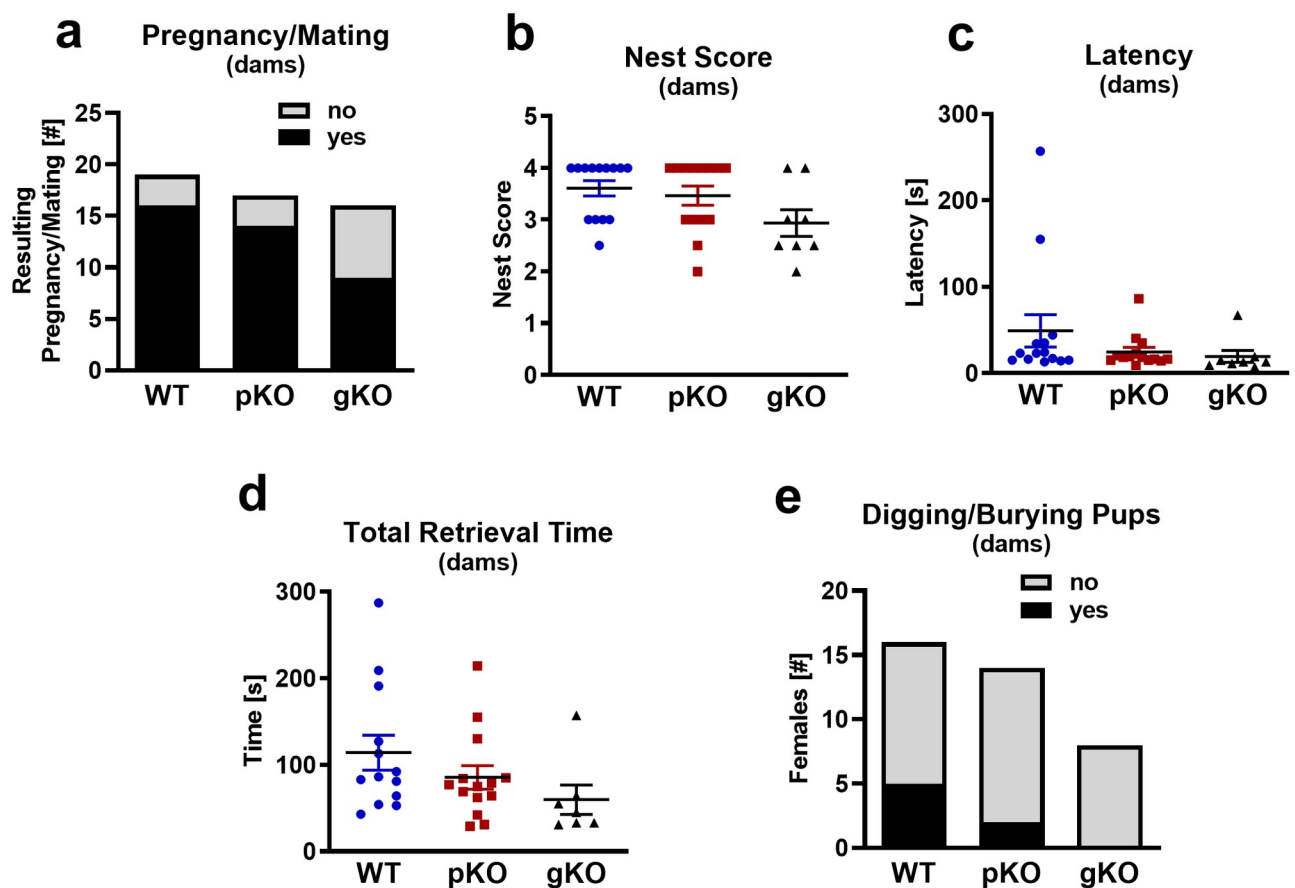 a
Pregnancy/Mating
(dams)
no
yes
Resulting
Pregnancy/Mating [#]
25
20
15
10
5
0
WT pKO gKO
b
Nest Score
(dams)
Nest Score
5
4
3
2
1
0
WT pKO gKO
c
Latency
(dams)
Latency [s]
300
200
100
0
WT pKO gKO
d
Total Retrieval Time
(dams)
Time [s]
300
200
100
0
WT pKO gKO
e
Digging/Burying Pups
(dams)
no
yes
Females [#]
20
15
10
5
0
WT pKO gKO